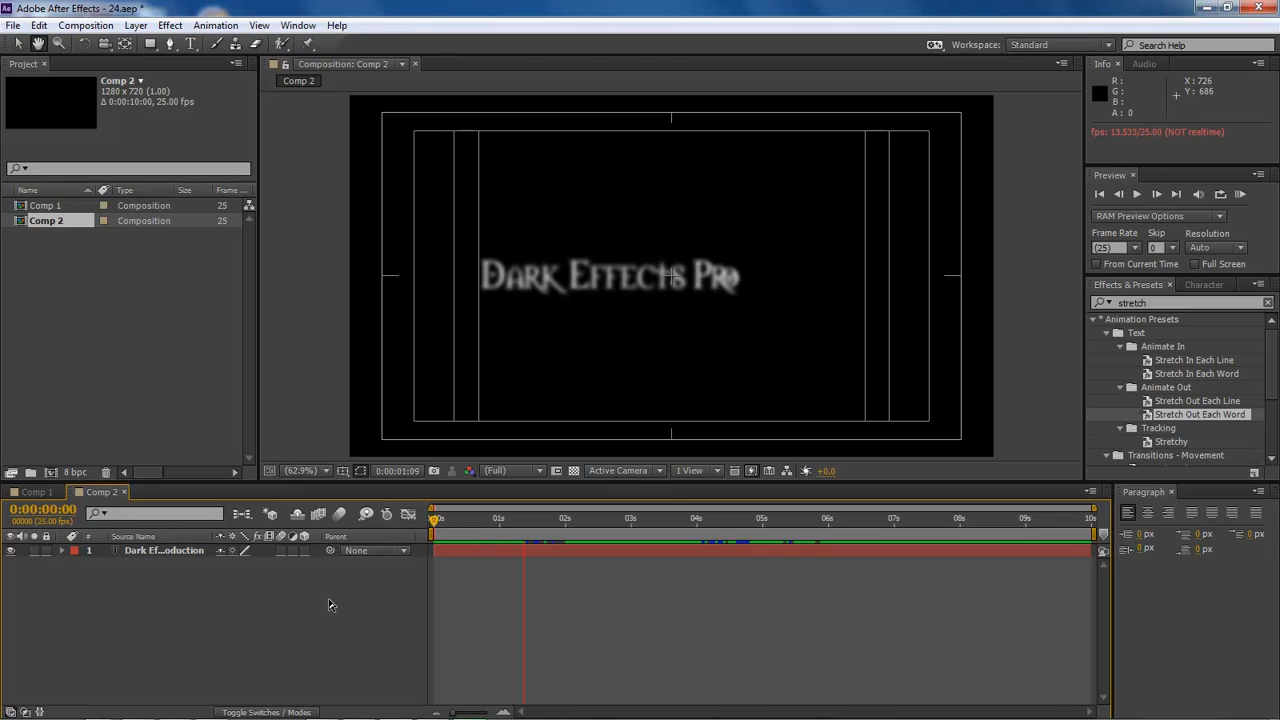 Adobe After Effects - 24.aep *
File Edit Composition Layer Effect Animation View Window Help
Workspace: Standard Search Help
Project
Comp 2
1280 x 720 (1.00)
Δ 0:00:10:00, 25.00 fps
Name Type Size Frame ...
Comp 1 Composition 25
Comp 2 Composition 25
8 bpc
Composition: Comp 2
Comp 2
Dark Effects Pro
(62.9%) 0:00:01:09 (Full) Active Camera 1 View +0.0
Info Audio
R : X : 726
G : Y : 686
B :
A : 0
fps: 13.533/25.00 (NOT realtime)
Preview
RAM Preview Options
Frame Rate Skip Resolution
(25) 0 Auto
From Current Time Full Screen
Effects & Presets Character
stretch
* Animation Presets
Text
Animate In
Stretch In Each Line
Stretch In Each Word
Animate Out
Stretch Out Each Line
Stretch Out Each Word
Tracking
Stretchy
Transitions - Movement
Comp 1 Comp 2
0:00:00:00
00000 (25.00 fps)
01s 02s 03s 04s 05s 06s 07s 08s 09s 10s
# Source Name Parent
1 Dark Ef...oduction None
Toggle Switches / Modes
Paragraph
0 px 0 px 0 px
0 px 0 px